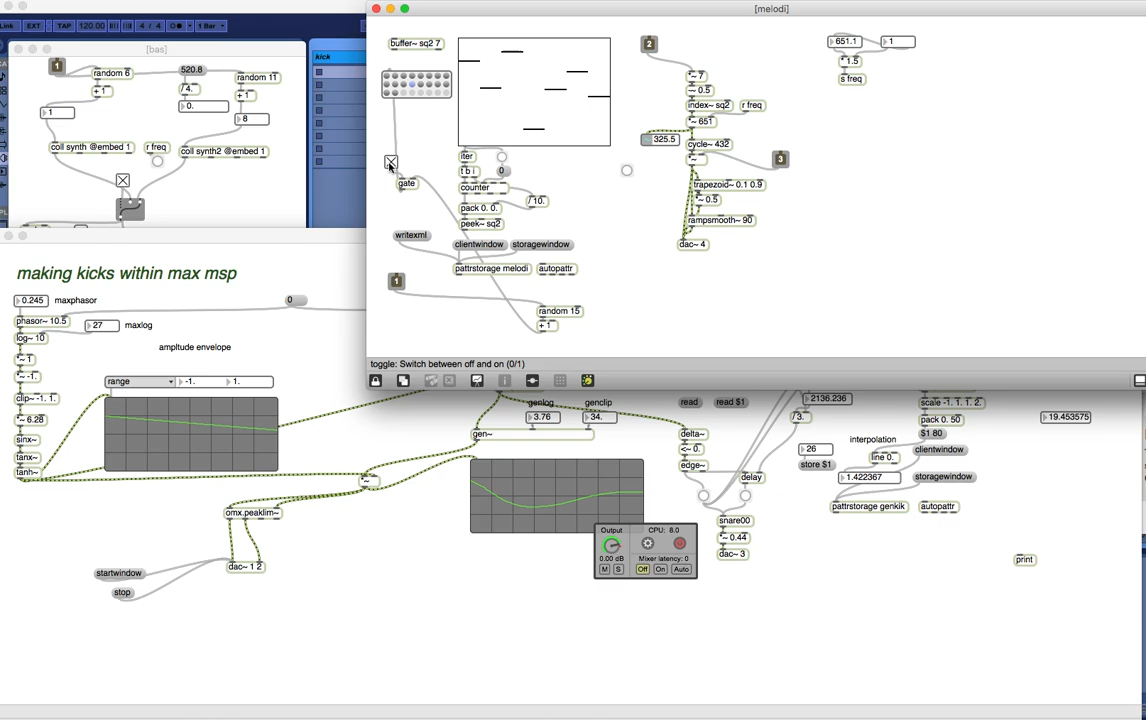 Link EXT TAP 120.00 4 / 4 1 Bar
[bas]
1
random 6
520.8
random 11
+ 1
/ 4.
+ 1
0.
1
8
coll synth @embed 1
r freq
coll synth2 @embed 1
kick
[melodi]
buffer~ sq2 7
iter
t b i
0
gate
counter
/ 10.
pack 0. 0.
peek~ sq2
writexml
clientwindow
storagewindow
pattrstorage melodi
autopattr
1
random 15
+ 1
2
*~ 7
~ 0.5
index~ sq2
r freq
*~ 651
325.5
cycle~ 432
*~
3
trapezoid~ 0.1 0.9
*~ 0.5
rampsmooth~ 90
dac~ 4
651.1
1
* 1.5
s freq
toggle: Switch between off and on (0/1)
making kicks within max msp
0.245
maxphasor
0
phasor~ 10.5
27
maxlog
log~ 10
*~ 1
ampltude envelope
*~ -1.
range
-1.
1.
clip~ -1. 1.
*~ 6.28
sinx~
tanx~
tanh~
*~
omx.peaklim~
dac~ 1 2
startwindow
stop
genlog
genclip
3.76
34.
gen~
delta~
<~ 0.
edge~
read
read $1
2136.236
/ 3.
26
store $1
delay
snare00
*~ 0.44
dac~ 3
Output
CPU: 8.0
0.00 dB
Mixer latency: 0
M S
Off On Auto
scale -1. 1. 1. 2.
pack 0. 50
$1 80
interpolation
line 0.
clientwindow
1.422367
storagewindow
pattrstorage genkik
autopattr
19.453575
print